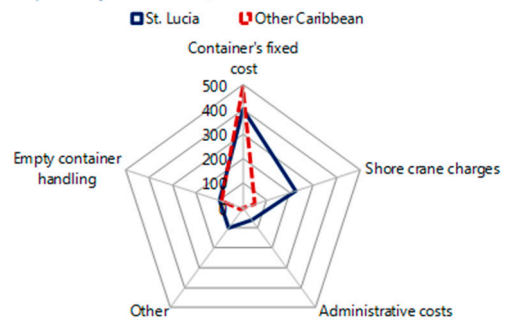 St. Lucia Other Caribbean
Container's fixed
cost
500
400
300
200
100
0
Empty container
handling
Shore crane charges
Other
Administrative costs